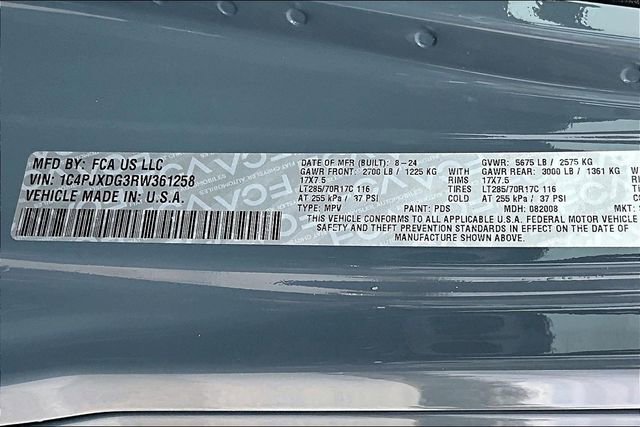 MFD BY: FCA US LLC
VIN: 1C4PJXDG3RW361258
VEHICLE MADE IN: U.S.A.
DATE OF MFR (BUILT): 8-24 GVWR: 5675 LB / 2575 KG
GAWR FRONT: 2700 LB / 1225 KG WITH GAWR REAR: 3000 LB / 1361 KG WITH
17X7.5 RIMS 17X7.5 RIMS
LT285/70R17C 116 TIRES LT285/70R17C 116 TIRES
AT 255 kPa / 37 PSI COLD AT 255 kPa / 37 PSI COLD
TYPE: MPV PAINT: PDS MDH: 082008 MKT:
THIS VEHICLE CONFORMS TO ALL APPLICABLE U.S.A. FEDERAL MOTOR VEHICLE
SAFETY AND THEFT PREVENTION STANDARDS IN EFFECT ON THE DATE OF
MANUFACTURE SHOWN ABOVE.